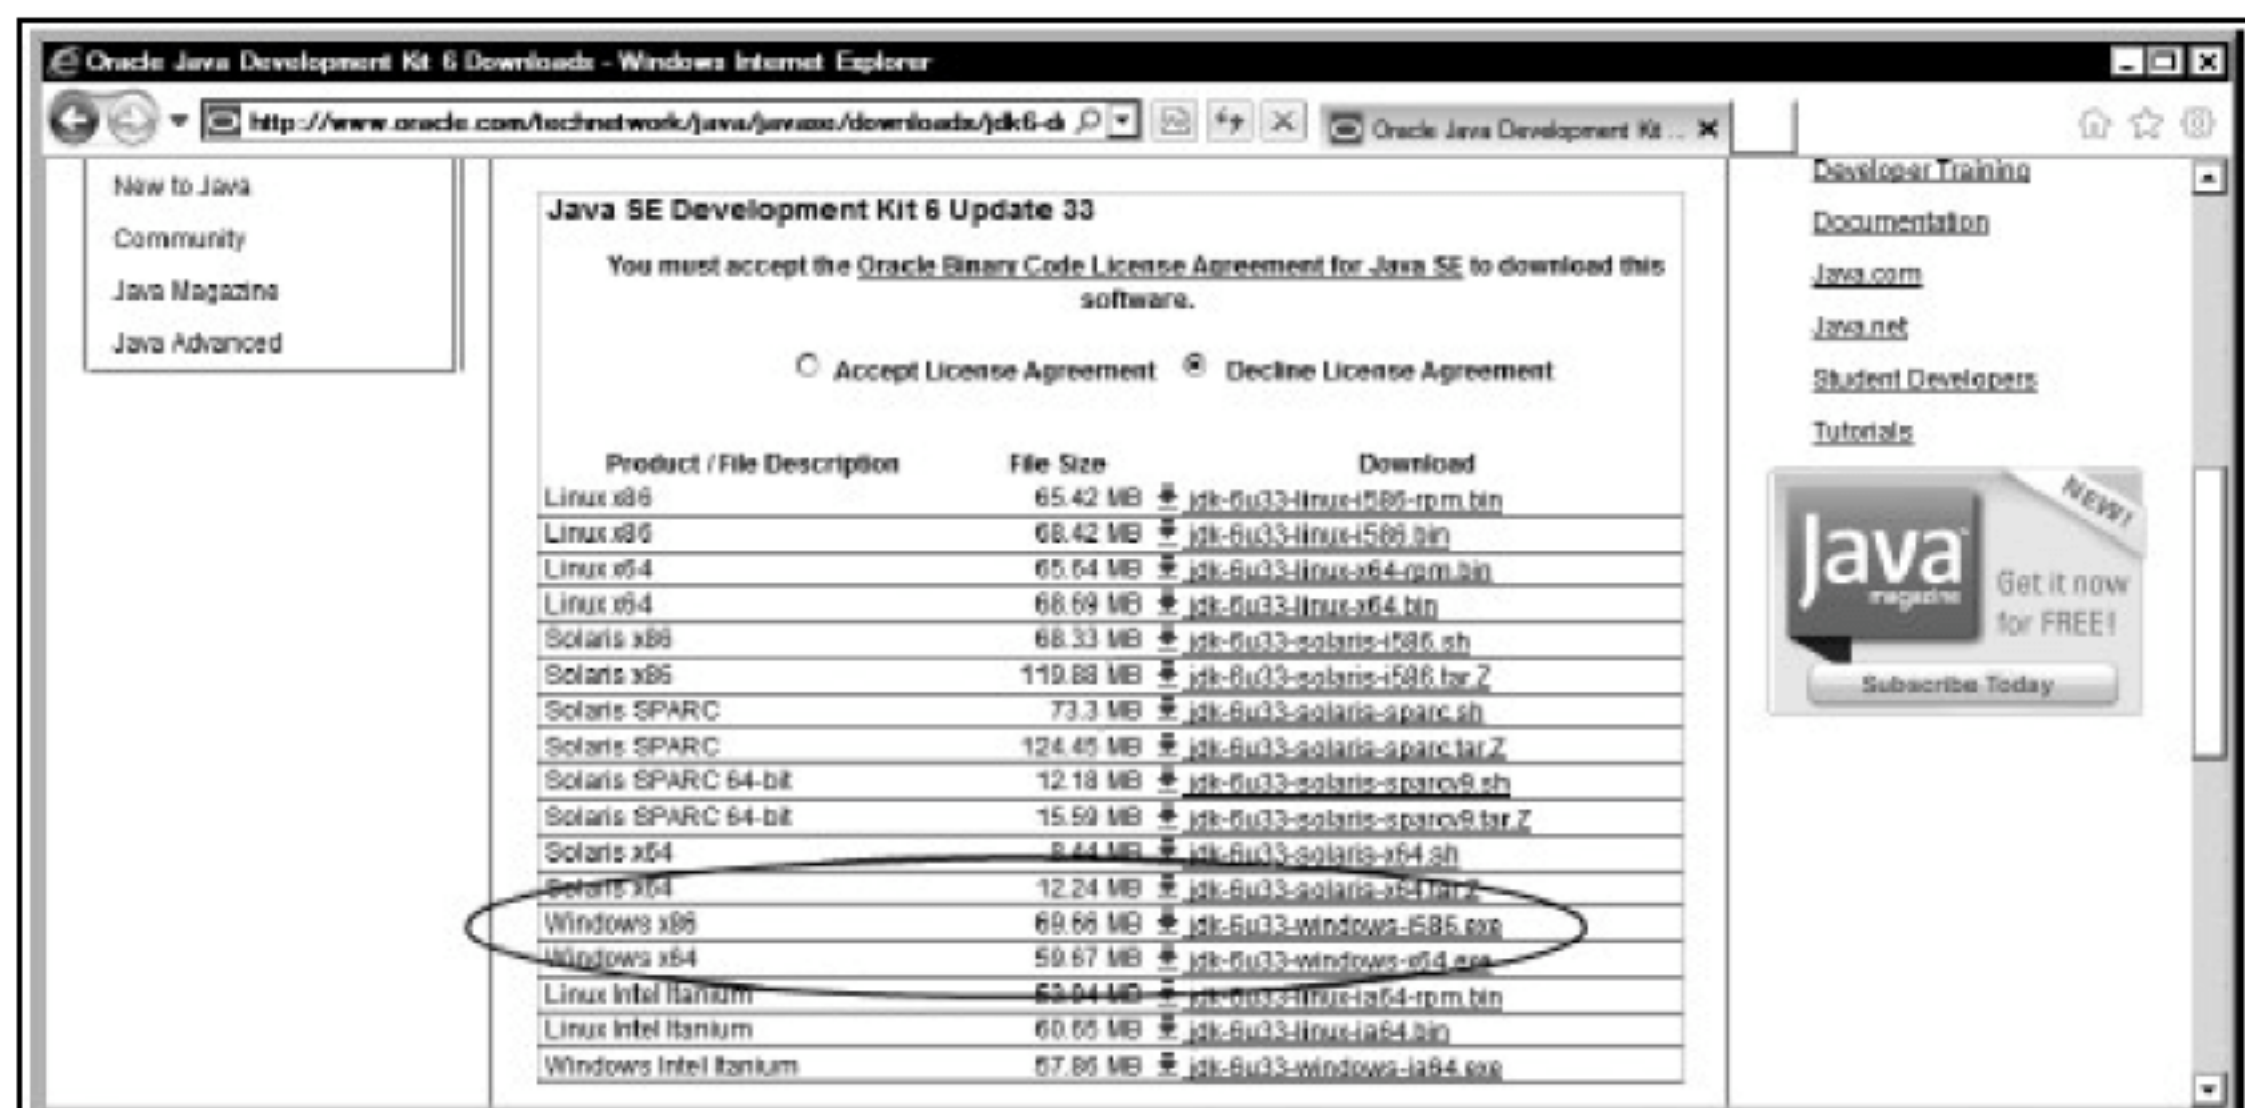 Oracle Java Development Kit 6 Downloads - Windows Internet Explorer
http://www.oracle.com/technetwork/java/javase/downloads/jdk6-d
Oracle Java Development Kit ...
New to Java
Community
Java Magazine
Java Advanced
Java SE Development Kit 6 Update 33
You must accept the Oracle Binary Code License Agreement for Java SE to download this
software.
Accept License Agreement Decline License Agreement
Product / File Description File Size Download
Linux x86 65.42 MB jdk-6u33-linux-i586-rpm.bin
Linux x86 68.42 MB jdk-6u33-linux-i586.bin
Linux x64 65.64 MB jdk-6u33-linux-x64-rpm.bin
Linux x64 68.69 MB jdk-6u33-linux-x64.bin
Solaris x86 68.33 MB jdk-6u33-solaris-i586.sh
Solaris x86 119.88 MB jdk-6u33-solaris-i586.tar.Z
Solaris SPARC 73.3 MB jdk-6u33-solaris-sparc.sh
Solaris SPARC 124.45 MB jdk-6u33-solaris-sparc.tar.Z
Solaris SPARC 64-bit 12.18 MB jdk-6u33-solaris-sparcv9.sh
Solaris SPARC 64-bit 15.59 MB jdk-6u33-solaris-sparcv9.tar.Z
Solaris x64 8.44 MB jdk-6u33-solaris-x64.sh
Solaris x64 12.24 MB jdk-6u33-solaris-x64.tar.Z
Windows x86 69.66 MB jdk-6u33-windows-i586.exe
Windows x64 59.67 MB jdk-6u33-windows-x64.exe
Linux Intel Itanium MB jdk-6u33-linux-ia64-rpm.bin
Linux Intel Itanium 60.65 MB jdk-6u33-linux-ia64.bin
Windows Intel Itanium 57.86 MB jdk-6u33-windows-ia64.exe
Developer Training
Documentation
Java.com
Java.net
Student Developers
Tutorials
NEW!
Java
magazine
Get it now
for FREE!
Subscribe Today